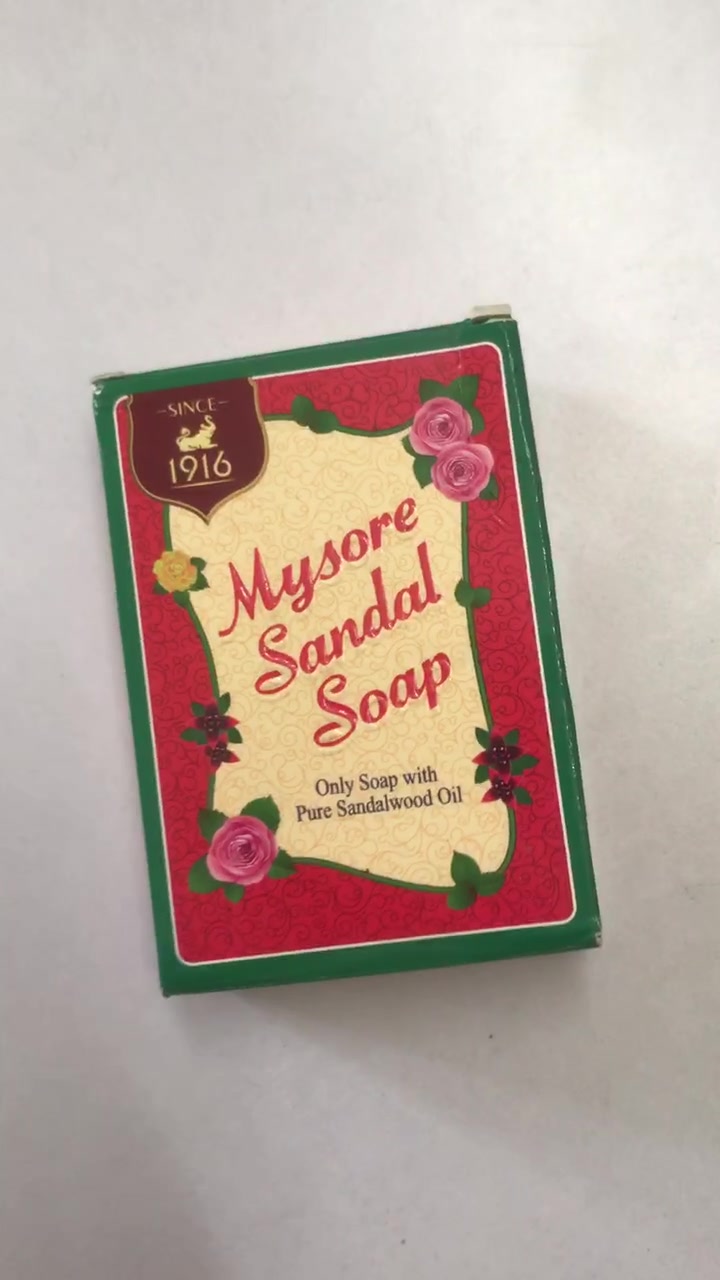 -SINCE-
1916
Mysore
Sandal
Soap
Only Soap with
Pure Sandalwood Oil